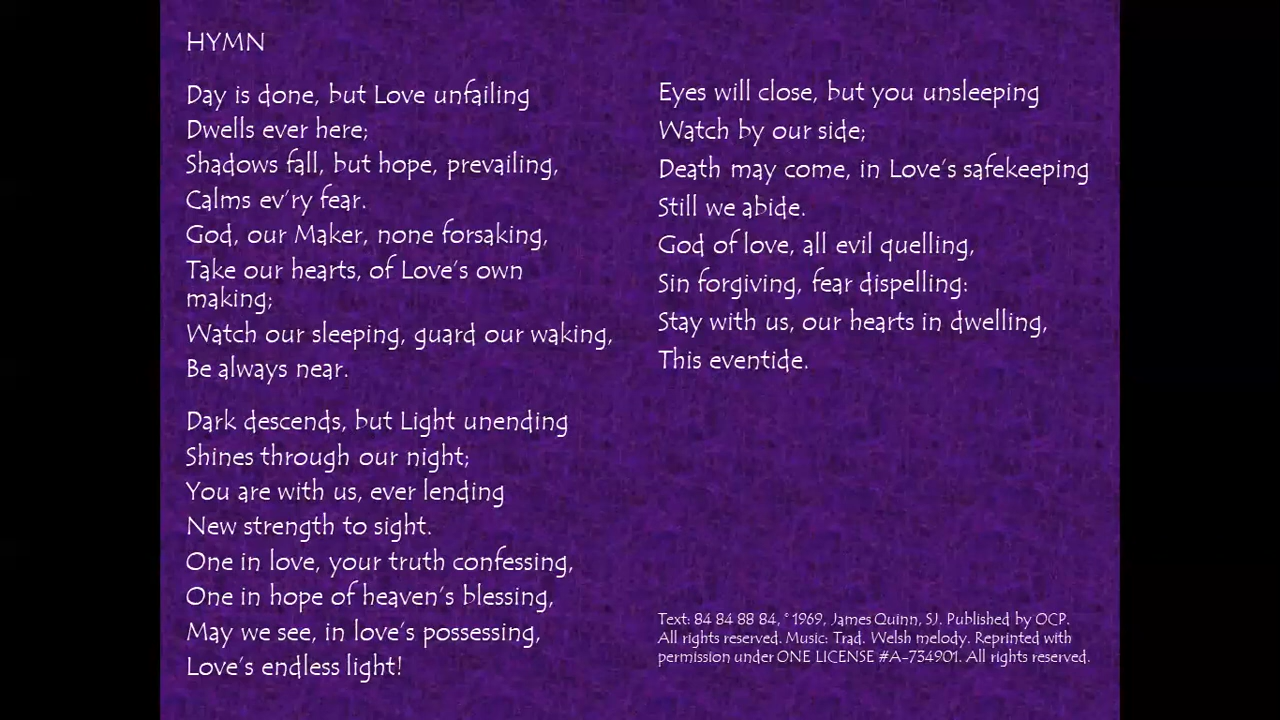 HYMN
Day is done, but Love unfailing
Dwells ever here;
Shadows fall, but hope, prevailing,
Calms ev'ry fear.
God, our Maker, none forsaking,
Take our hearts, of Love's own
making;
Watch our sleeping, guard our waking,
Be always near.
Dark descends, but Light unending
Shines through our night;
You are with us, ever lending
New strength to sight.
One in love, your truth confessing,
One in hope of heaven's blessing,
May we see, in love's possessing,
Love's endless light!
Eyes will close, but you unsleeping
Watch by our side;
Death may come, in Love's safekeeping
Still we abide.
God of love, all evil quelling,
Sin forgiving, fear dispelling:
Stay with us, our hearts in dwelling,
This eventide.
Text: 84 84 88 84, © 1969, James Quinn, SJ. Published by OCP.
All rights reserved. Music: Trad. Welsh melody. Reprinted with
permission under ONE LICENSE #A-734901. All rights reserved.